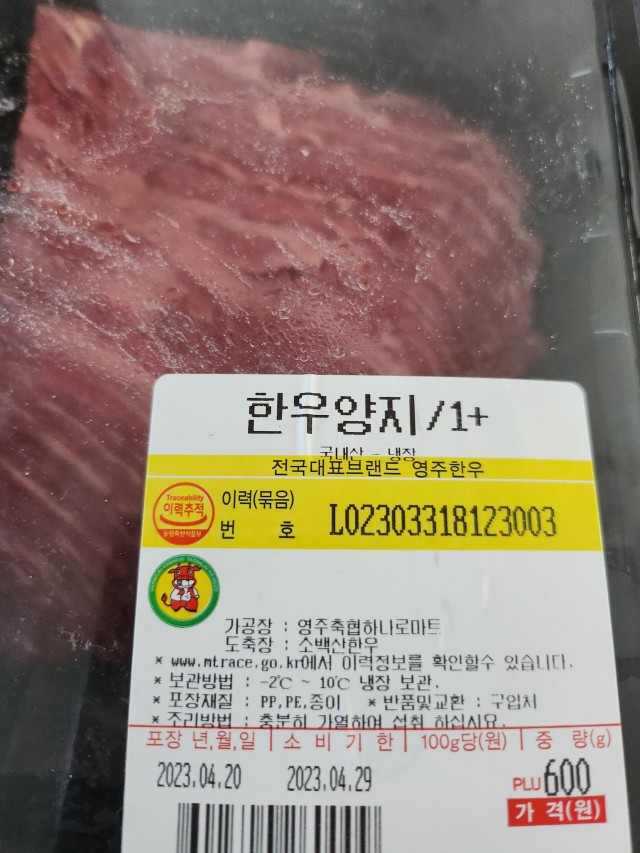 한우양지/1+
국내산 - 냉장
전국대표브랜드 영주한우
Traceability
이력추적
농림축산식품부
이력(묶음)
번 호
L02303318123003
가공장 : 영주축협하나로마트
도축장 : 소백산한우
* www.mtrace.go.kr에서 이력정보를 확인할수 있습니다.
* 보관방법 : -2℃ ~ 10℃ 냉장 보관.
* 포장재질 : PP,PE,종이 * 반품및교환 : 구입처
* 조리방법 : 충분히 가열하여 섭취 하십시요.
포장 년,월,일 | 소 비 기 한 | 100g당(원) | 중 량(g)
2023.04.20 2023.04.29
PLU 600
가 격(원)